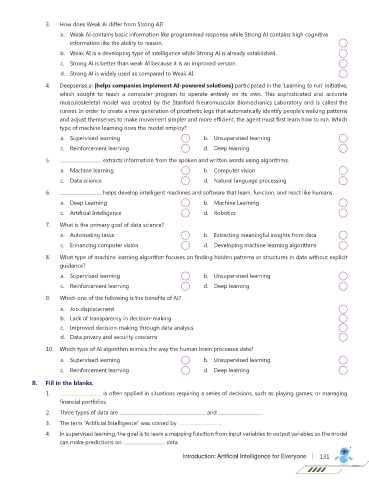 3. How does Weak AI differ from Strong AI?
a. Weak AI contains basic information like programmed response while Strong AI contains high cognitive
information like the ability to reason.
b. Weak AI is a developing type of intelligence while Strong AI is already established.
c. Strong AI is better than weak AI because it is an improved version.
d. Strong AI is widely used as compared to Weak AI.
4. Deepsense.ai [helps companies implement AI-powered solutions] participated in the 'Learning to run' initiative,
which sought to teach a computer program to operate entirely on its own. This sophisticated and accurate
musculoskeletal model was created by the Stanford Neuromuscular Biomechanics Laboratory and is called the
runner. In order to create a new generation of prosthetic legs that automatically identify people's walking patterns
and adjust themselves to make movement simpler and more efficient, the agent must first learn how to run. Which
type of machine learning does the model employ?
a. Supervised learning b. Unsupervised learning
c. Reinforcement learning d. Deep learning
5. ____________ extracts information from the spoken and written words using algorithms.
a. Machine learning b. Computer vision
c. Data science d. Natural language processing
6. ____________ helps develop intelligent machines and software that learn, function, and react like humans.
a. Deep Learning b. Machine Learning
c. Artificial Intelligence d. Robotics
7. What is the primary goal of data science?
a. Automating tasks b. Extracting meaningful insights from data
c. Enhancing computer vision d. Developing machine learning algorithms
8. What type of machine learning algorithm focuses on finding hidden patterns or structures in data without explicit
guidance?
a. Supervised learning b. Unsupervised learning
c. Reinforcement learning d. Deep learning
9. Which one of the following is the benefits of AI?
a. Job displacement
b. Lack of transparency in decision-making
c. Improved decision-making through data analysis
d. Data privacy and security concerns
10. Which type of AI algorithm mimics the way the human brain processes data?
a. Supervised learning b. Unsupervised learning
c. Reinforcement learning d. Deep learning
B. Fill in the blanks.
1. ____________ is often applied in situations requiring a series of decisions, such as playing games, or managing
financial portfolios.
2. Three types of data are ____________, ____________ and ____________.
3. The term "Artificial Intelligence" was coined by ____________.
4. In supervised learning, the goal is to learn a mapping function from input variables to output variables so the model
can make predictions on ____________ data.
Introduction: Artificial Intelligence for Everyone | 131